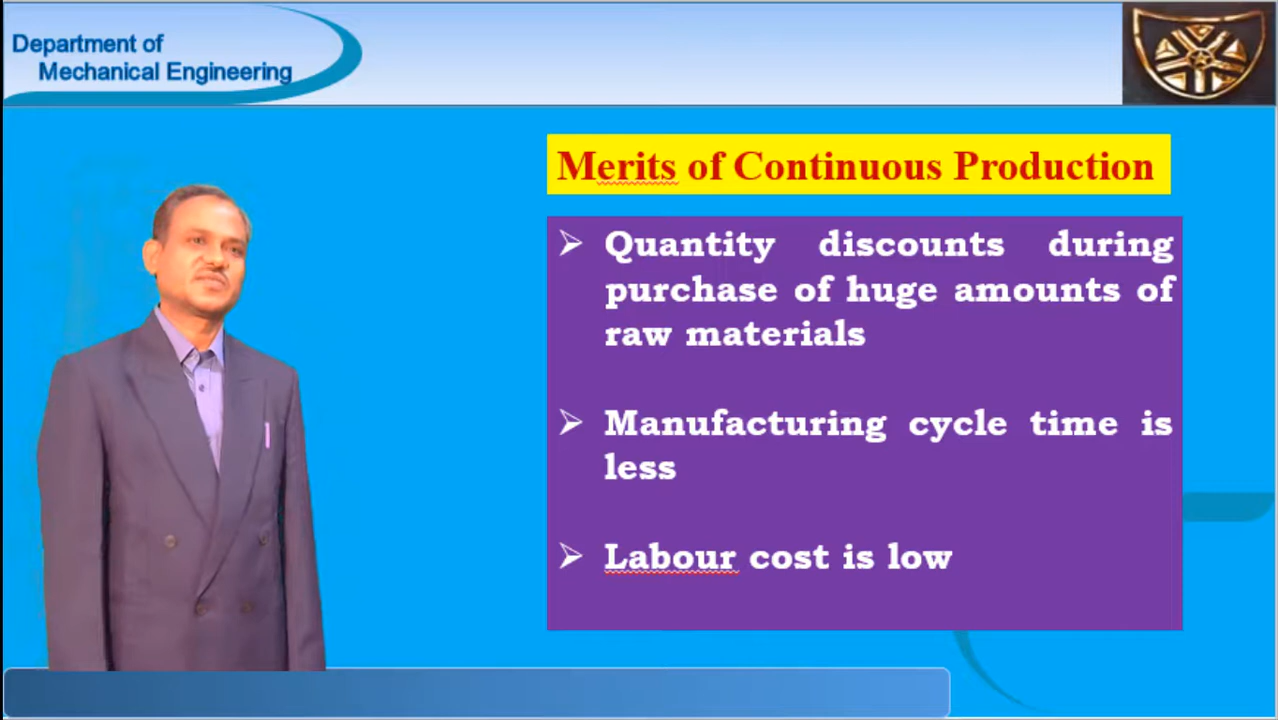 Department of
Mechanical Engineering
Merits of Continuous Production
Quantity discounts during
purchase of huge amounts of
raw materials
Manufacturing cycle time is
less
Labour cost is low